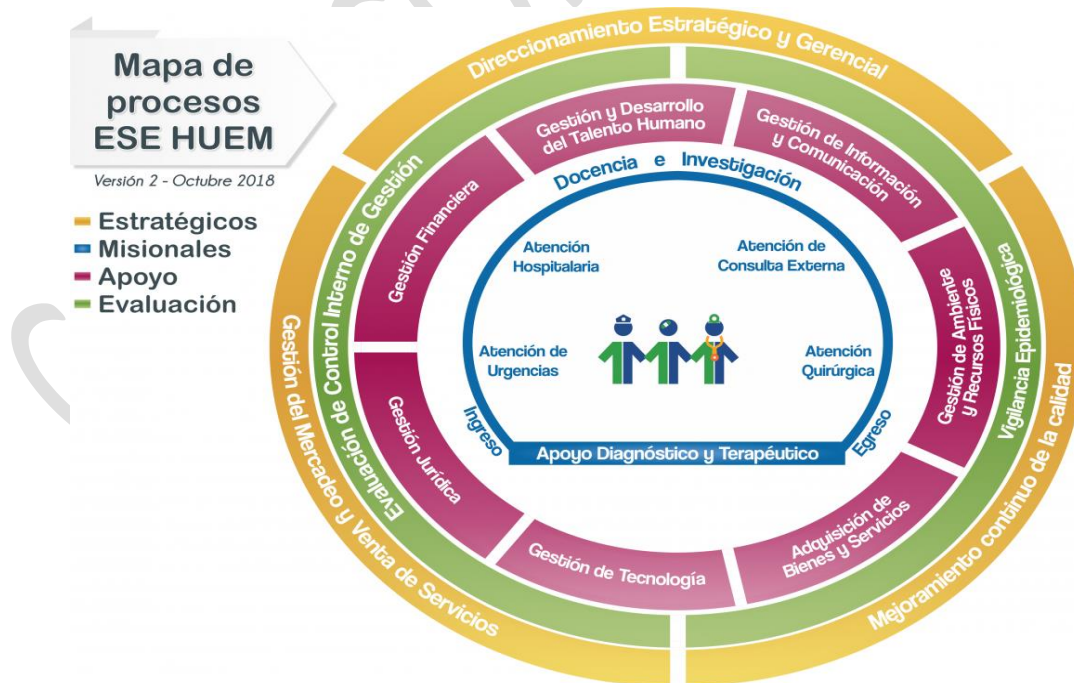 Mapa de
procesos
ESE HUEM
Versión 2 - Octubre 2018
Estratégicos
Misionales
Apoyo
Evaluación
Direccionamiento Estratégico y Gerencial
Gestión del Mercadeo y Venta de Servicios
Mejoramiento continuo de la calidad
Evaluación de Control Interno de Gestión
Vigilancia Epidemiológica
Gestión y Desarrollo
del Talento Humano
Gestión de Información
y Comunicación
Gestión Financiera
Gestión de Ambiente
y Recursos Físicos
Gestión Jurídica
Gestión de Tecnología
Adquisición de
Bienes y Servicios
Docencia e Investigación
Atención
Hospitalaria
Atención de
Consulta Externa
Atención de
Urgencias
Atención
Quirúrgica
Ingreso
Egreso
Apoyo Diagnóstico y Terapéutico